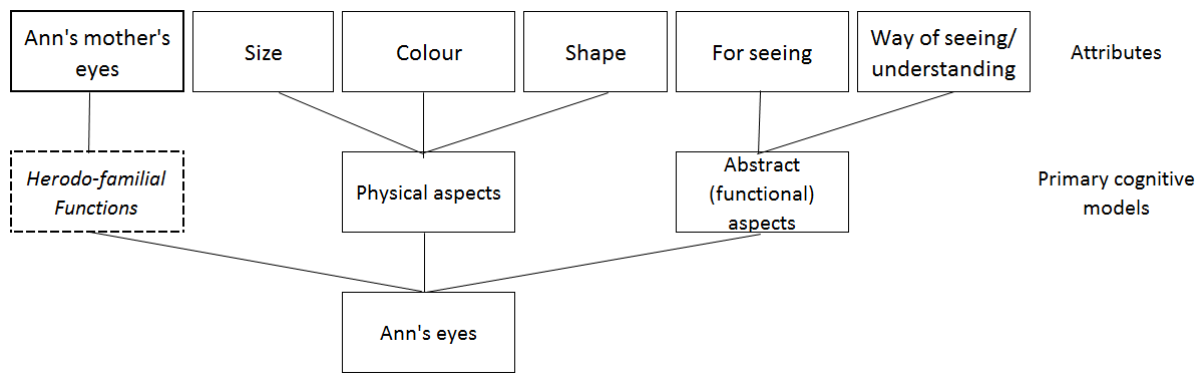 Ann's mother's
eyes
Size
Colour
Shape
For seeing
Way of seeing/
understanding
Attributes
Herodo-familial
Functions
Physical aspects
Abstract
(functional)
aspects
Primary cognitive
models
Ann's eyes